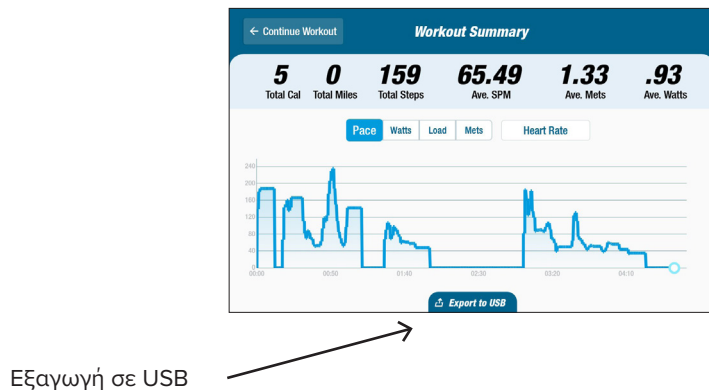 ← Continue Workout Workout Summary
5 0 159 65.49 1.33 .93
Total Cal Total Miles Total Steps Ave. SPM Ave. Mets Ave. Watts
Pace Watts Load Mets Heart Rate
240
200
160
120
80
40
0
00:00 00:50 01:40 02:30 03:20 04:10
Export to USB
Εξαγωγή σε USB